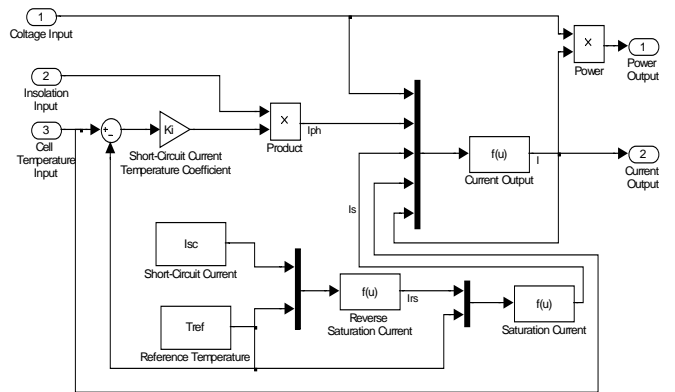 1
Coltage Input
2
Insolation
Input
3
Cell
Temperature
Input
+
-
Ki
Short-Circuit Current
Temperature Coefficient
X
Product
Iph
Is
f(u)
Current Output
I
X
Power
1
Power
Output
2
Current
Output
Isc
Short-Circuit Current
Tref
Reference Temperature
f(u)
Reverse
Saturation Current
Irs
f(u)
Saturation Current